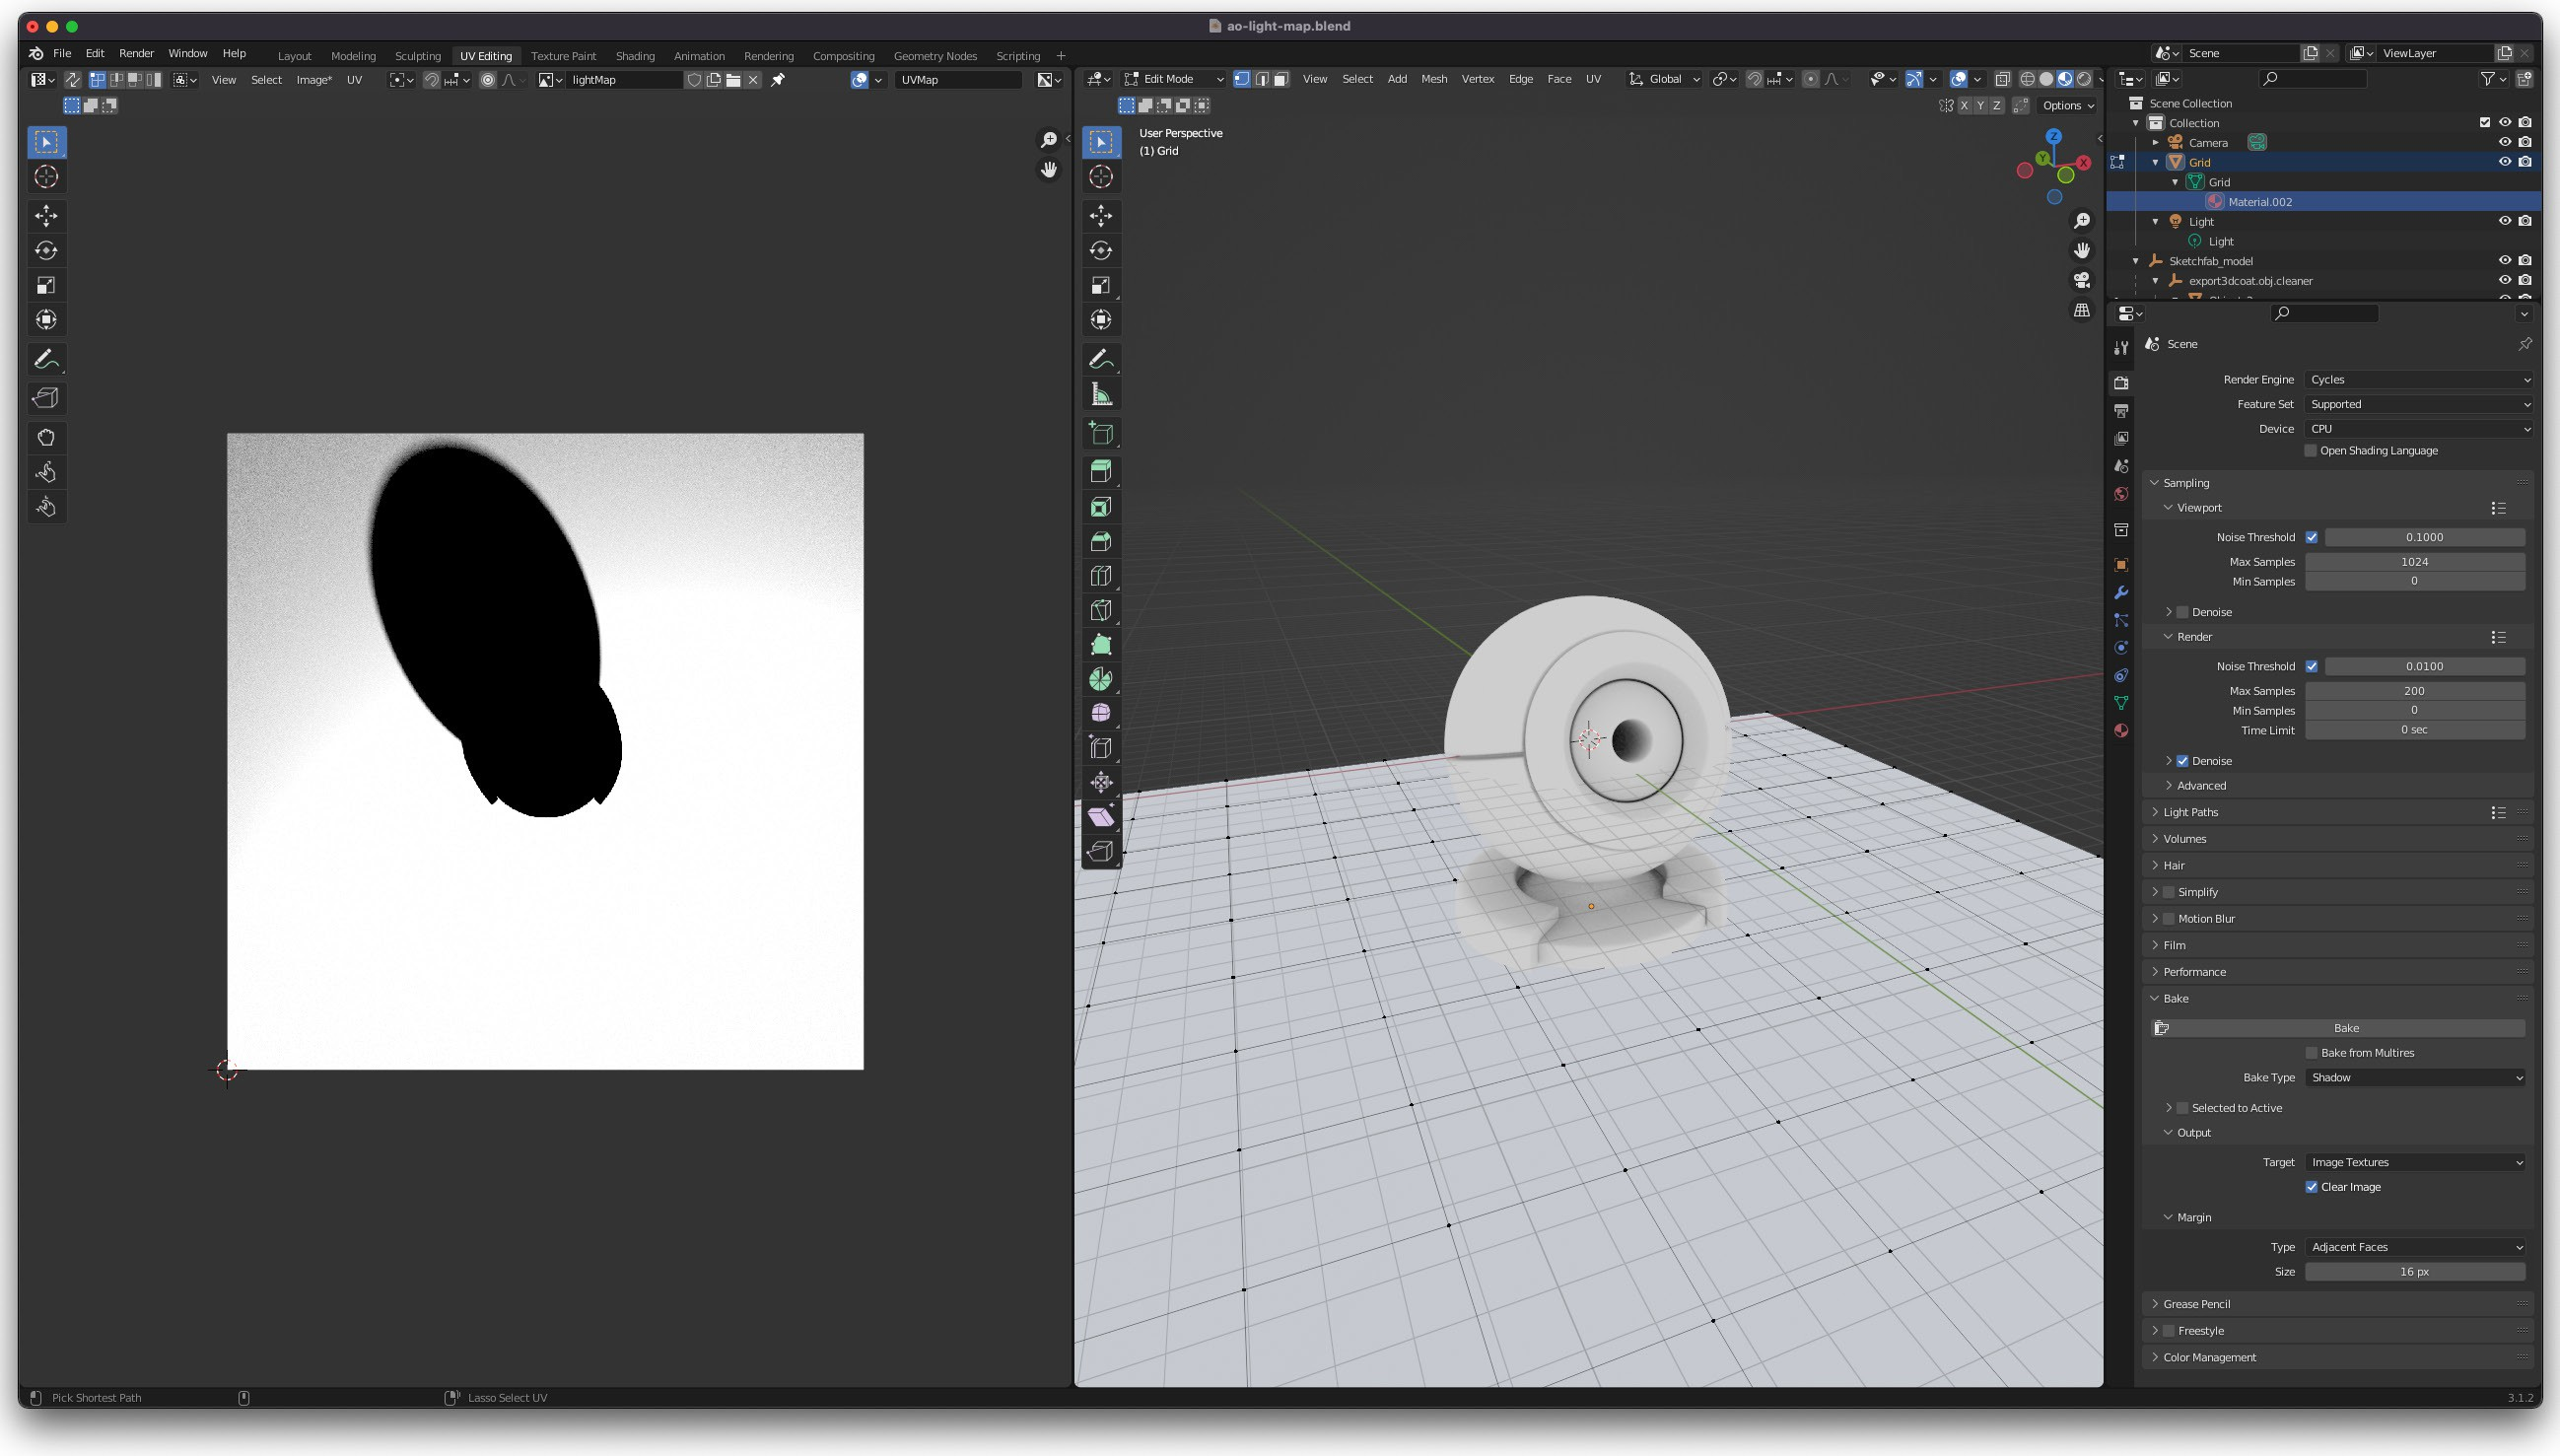 ao-light-map.blend
File Edit Render Window Help Layout Modeling Sculpting UV Editing Texture Paint Shading Animation Rendering Compositing Geometry Nodes Scripting + Scene ViewLayer
View Select Image* UV lightMap UVMap
Edit Mode View Select Add Mesh Vertex Edge Face UV Global
X Y Z Options
User Perspective
(1) Grid
Z
Y
X
Scene Collection
Collection
Camera
Grid
Grid
Material.002
Light
Light
Sketchfab_model
export3dcoat.obj.cleaner
Scene
Render Engine Cycles
Feature Set Supported
Device CPU
Open Shading Language
Sampling
Viewport
Noise Threshold 0.1000
Max Samples 1024
Min Samples 0
Denoise
Render
Noise Threshold 0.0100
Max Samples 200
Min Samples 0
Time Limit 0 sec
Denoise
Advanced
Light Paths
Volumes
Hair
Simplify
Motion Blur
Film
Performance
Bake
Bake
Bake from Multires
Bake Type Shadow
Selected to Active
Output
Target Image Textures
Clear Image
Margin
Type Adjacent Faces
Size 16 px
Grease Pencil
Freestyle
Color Management
Pick Shortest Path Lasso Select UV 3.1.2